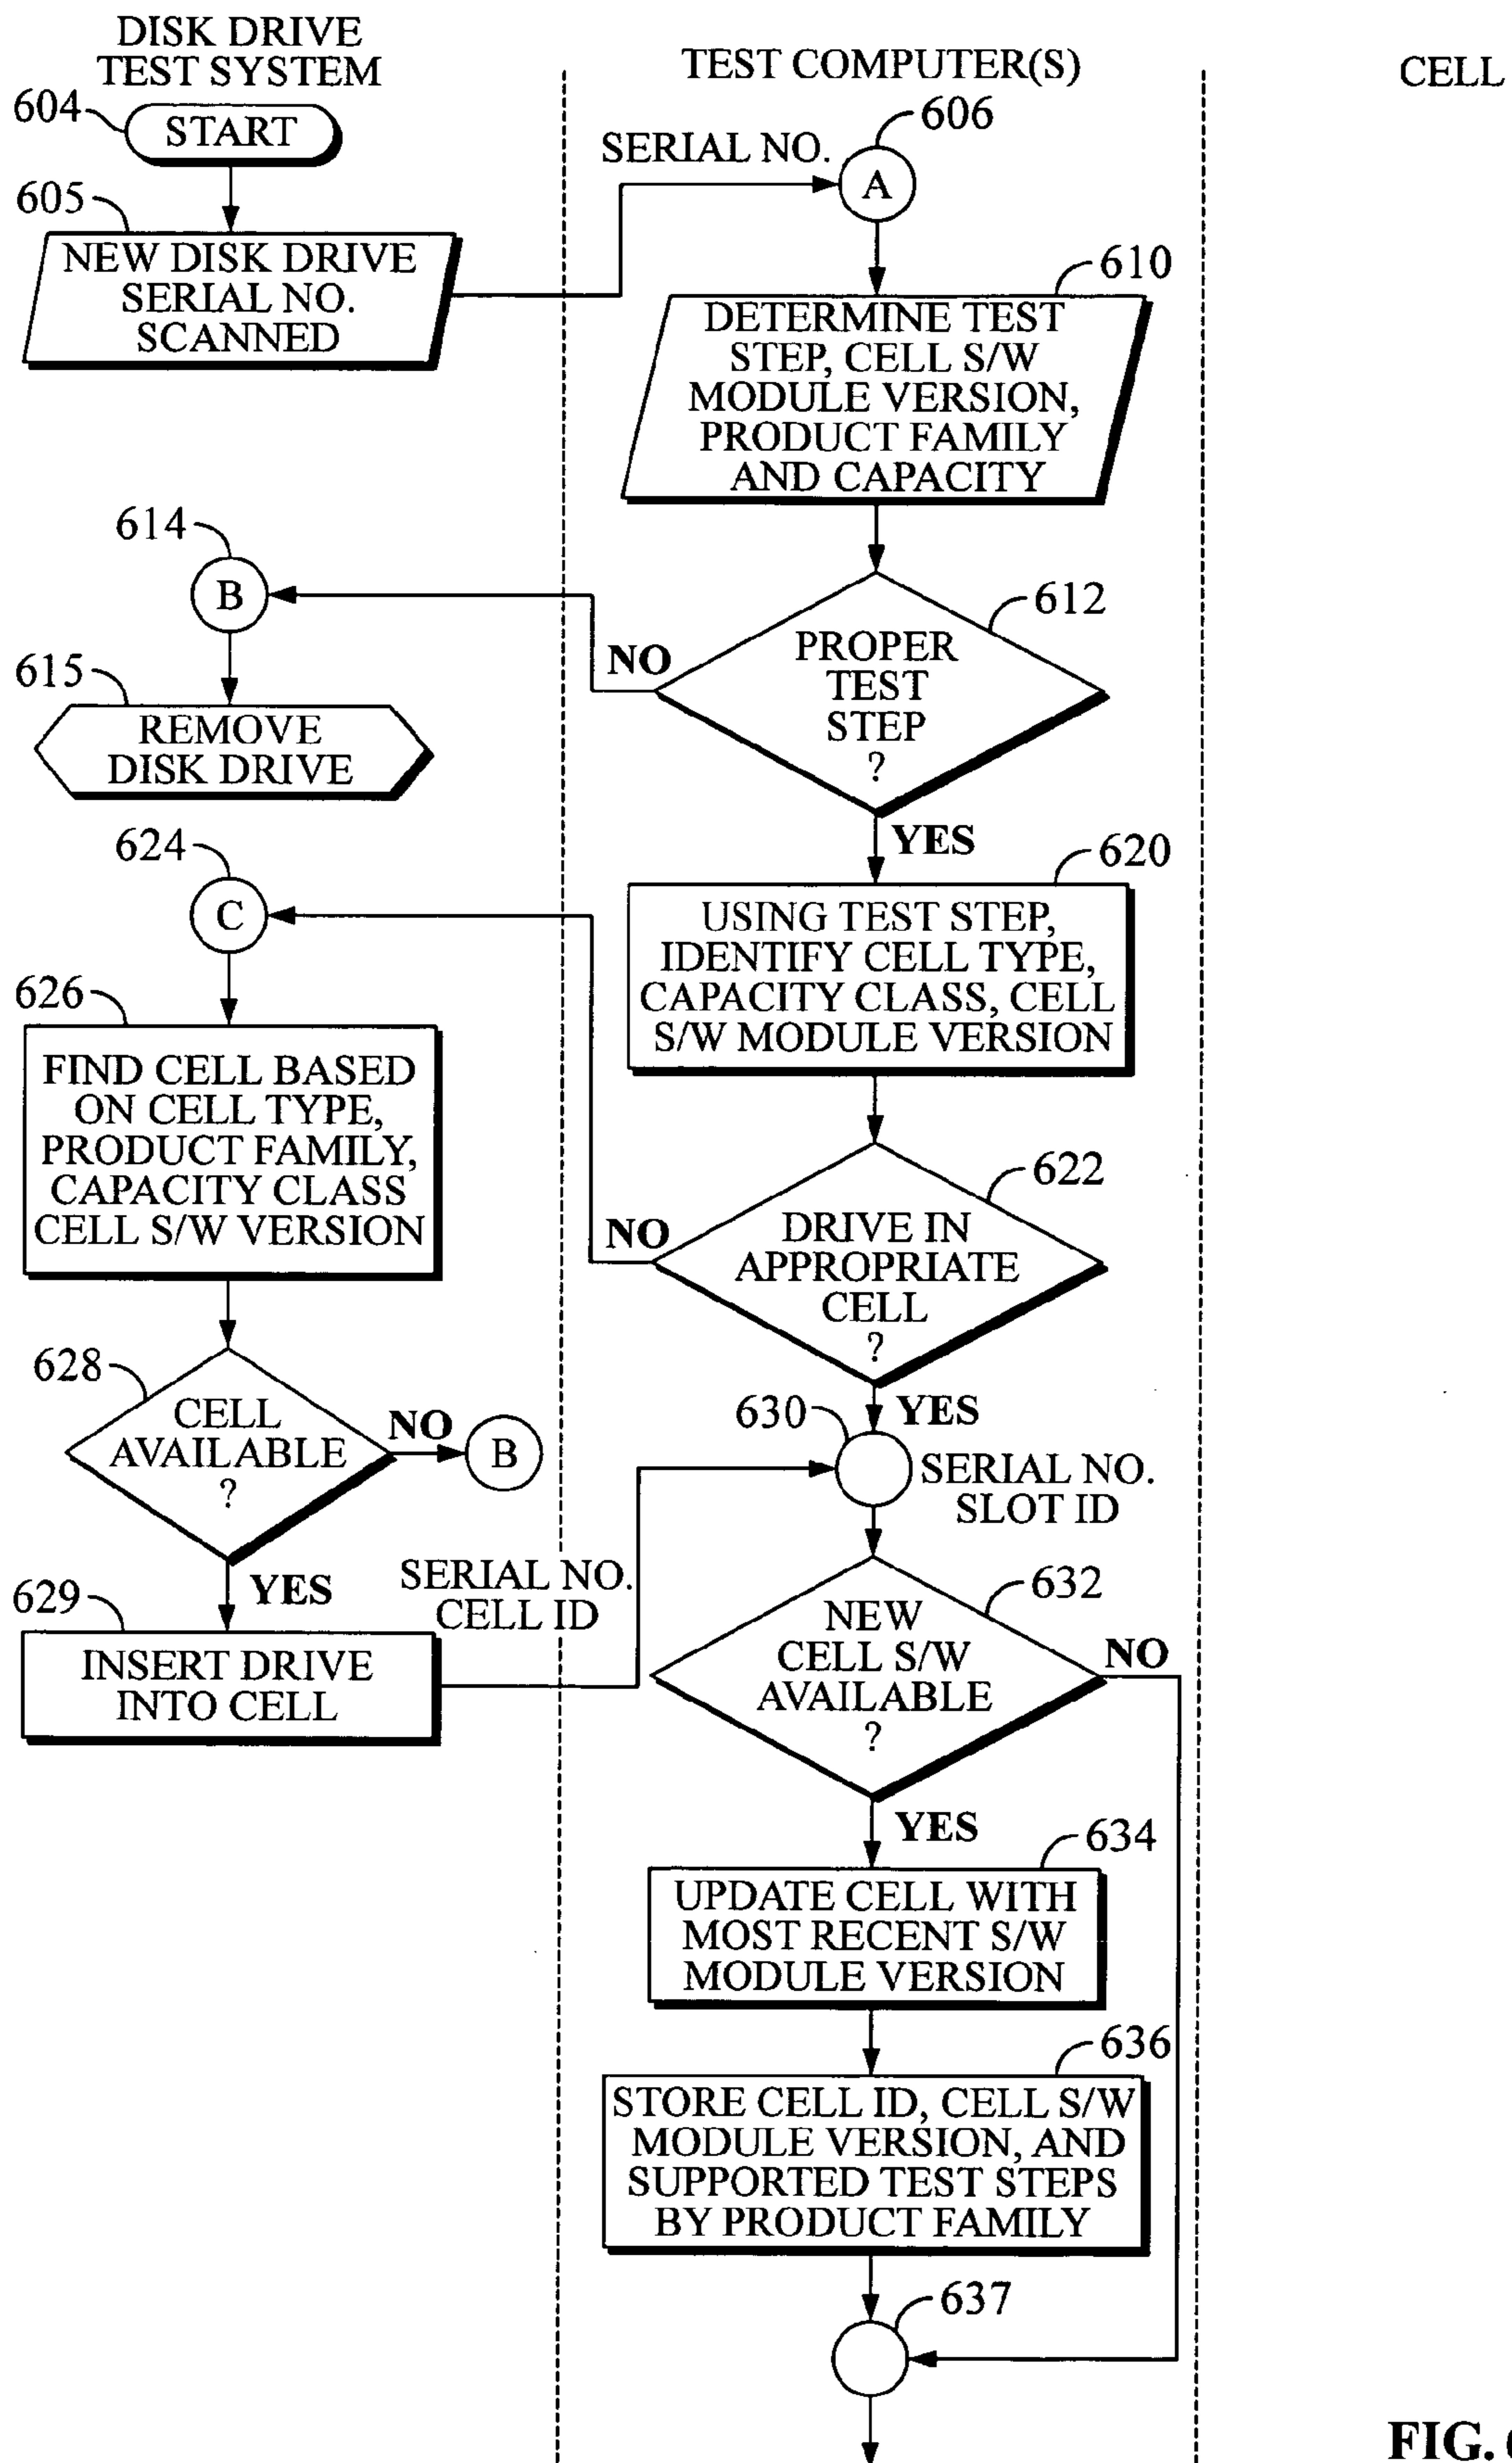 DISK DRIVE
TEST SYSTEM
TEST COMPUTER(S)
CELL
604
START
606
SERIAL NO.
A
605
NEW DISK DRIVE
SERIAL NO.
SCANNED
610
DETERMINE TEST
STEP, CELL S/W
MODULE VERSION,
PRODUCT FAMILY
AND CAPACITY
614
B
612
PROPER
TEST
STEP
?
NO
615
REMOVE
DISK DRIVE
YES
624
C
620
USING TEST STEP,
IDENTIFY CELL TYPE,
CAPACITY CLASS, CELL
S/W MODULE VERSION
626
FIND CELL BASED
ON CELL TYPE,
PRODUCT FAMILY,
CAPACITY CLASS
CELL S/W VERSION
622
DRIVE IN
APPROPRIATE
CELL
?
NO
628
CELL
AVAILABLE
?
NO
B
YES
630
SERIAL NO.
SLOT ID
YES
629
INSERT DRIVE
INTO CELL
SERIAL NO.
CELL ID
632
NEW
CELL S/W
AVAILABLE
?
NO
YES
634
UPDATE CELL WITH
MOST RECENT S/W
MODULE VERSION
636
STORE CELL ID, CELL S/W
MODULE VERSION, AND
SUPPORTED TEST STEPS
BY PRODUCT FAMILY
637
FIG.